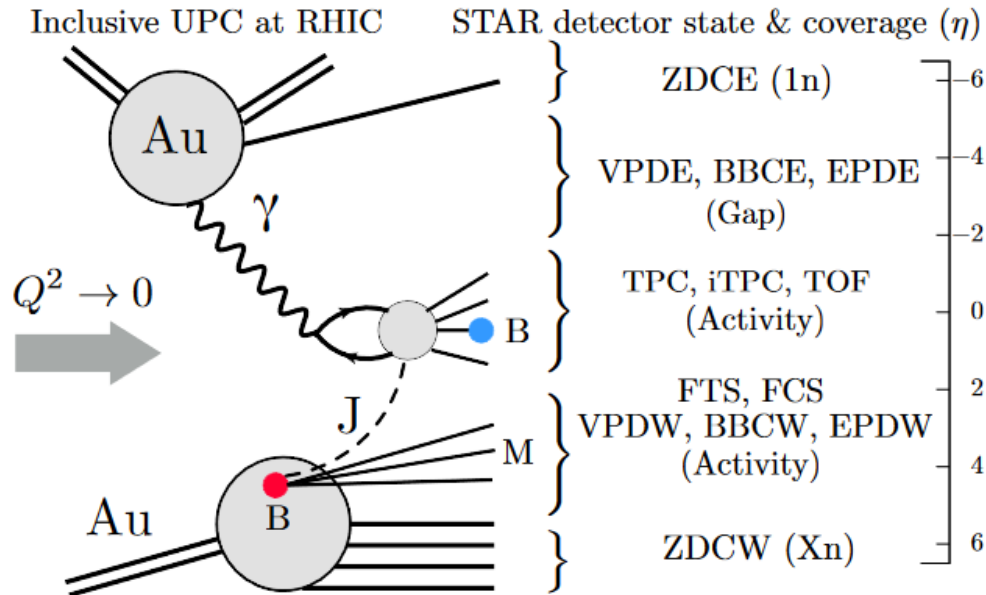 Inclusive UPC at RHIC
STAR detector state & coverage (η)
Au
γ
Q² → 0
B
J
M
B
Au
ZDCE (1n)
VPDE, BBCE, EPDE
(Gap)
TPC, iTPC, TOF
(Activity)
FTS, FCS
VPDW, BBCW, EPDW
(Activity)
ZDCW (Xn)
−6
−4
−2
0
2
4
6